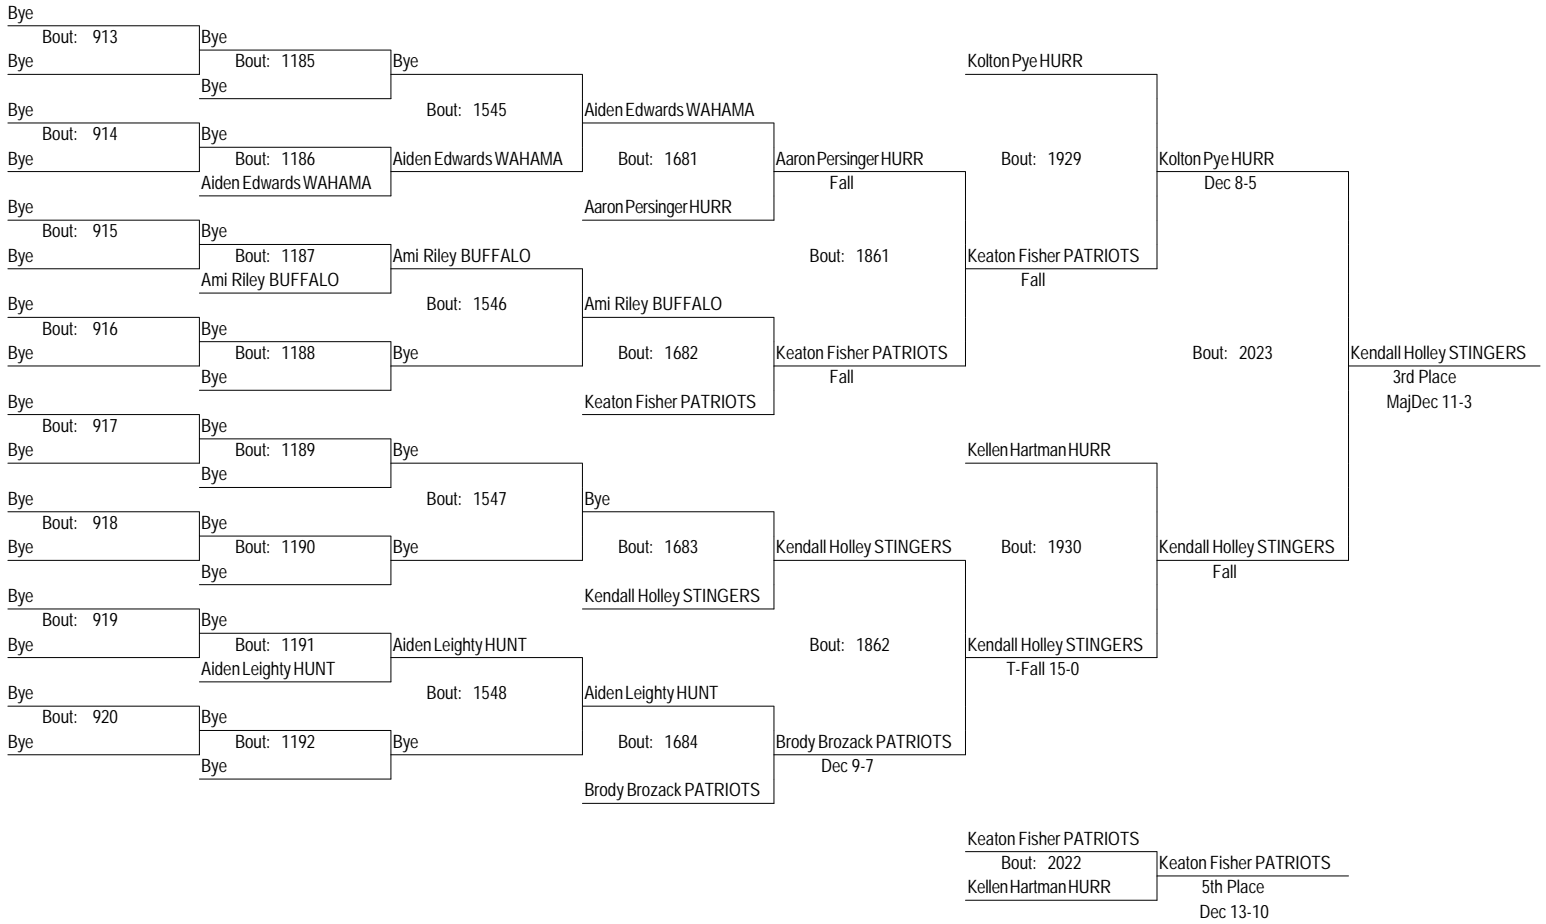 Bye
Bout: 913 Bye
Bye Bout: 1185 Bye Kolton Pye HURR
Bye
Bye Bout: 1545 Aiden Edwards WAHAMA
Bout: 914 Bye
Bye Bout: 1186 Aiden Edwards WAHAMA Bout: 1681 Aaron Persinger HURR Bout: 1929 Kolton Pye HURR
Aiden Edwards WAHAMA Fall Dec 8-5
Bye Aaron Persinger HURR
Bout: 915 Bye
Bye Bout: 1187 Ami Riley BUFFALO Bout: 1861 Keaton Fisher PATRIOTS
Ami Riley BUFFALO Fall
Bye Bout: 1546 Ami Riley BUFFALO
Bout: 916 Bye
Bye Bout: 1188 Bye Bout: 1682 Keaton Fisher PATRIOTS Bout: 2023 Kendall Holley STINGERS
Bye Fall 3rd Place
Bye Keaton Fisher PATRIOTS MajDec 11-3
Bout: 917 Bye
Bye Bout: 1189 Bye Kellen Hartman HURR
Bye
Bye Bout: 1547 Bye
Bout: 918 Bye
Bye Bout: 1190 Bye Bout: 1683 Kendall Holley STINGERS Bout: 1930 Kendall Holley STINGERS
Bye Fall
Bye Kendall Holley STINGERS
Bout: 919 Bye
Bye Bout: 1191 Aiden Leighty HUNT Bout: 1862 Kendall Holley STINGERS
Aiden Leighty HUNT T-Fall 15-0
Bye Bout: 1548 Aiden Leighty HUNT
Bout: 920 Bye
Bye Bout: 1192 Bye Bout: 1684 Brody Brozack PATRIOTS
Bye Dec 9-7
Brody Brozack PATRIOTS
Keaton Fisher PATRIOTS
Bout: 2022 Keaton Fisher PATRIOTS
Kellen Hartman HURR 5th Place
Dec 13-10